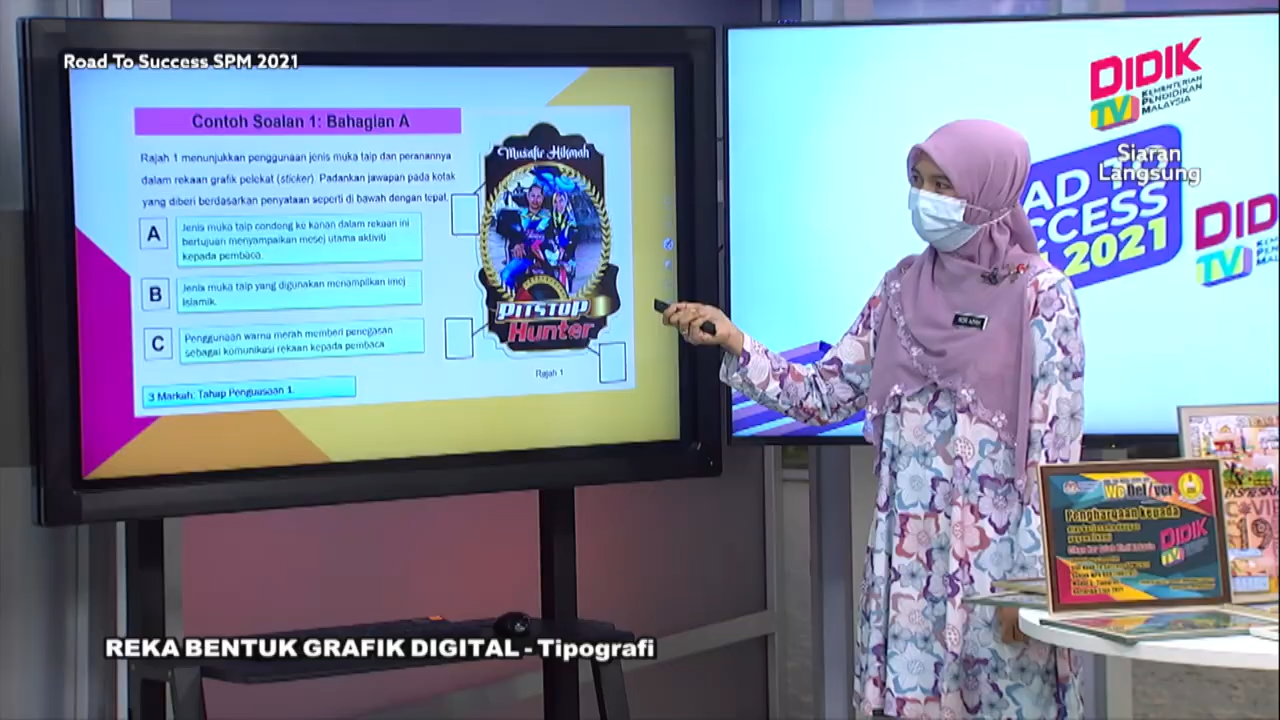 Road To Success SPM 2021
Contoh Soalan 1: Bahagian A
Rajah 1 menunjukkan penggunaan jenis muka taip dan peranannya
dalam rekaan grafik pelekat (sticker). Padankan jawapan pada kotak
yang diberi berdasarkan penyataan seperti di bawah dengan tepat.
A
Jenis muka taip condong ke kanan dalam rekaan ini
bertujuan menyampaikan mesej utama aktiviti
kepada pembaca.
B
Jenis muka taip yang digunakan menampilkan imej
Islamik.
C
Penggunaan warna merah memberi penegasan
sebagai komunikasi rekaan kepada pembaca
3 Markah: Tahap Penguasaan 1.
Musafir Hikmah
PITSTOP
Hunter
Rajah 1
DIDIK
TV
KEMENTERIAN
PENDIDIKAN
MALAYSIA
Siaran
Langsung
AD TO
CCESS
2021
DIDIK
TV
We Deliver
Penghargaan kepada
DIDIK
TV
REKA BENTUK GRAFIK DIGITAL - Tipografi